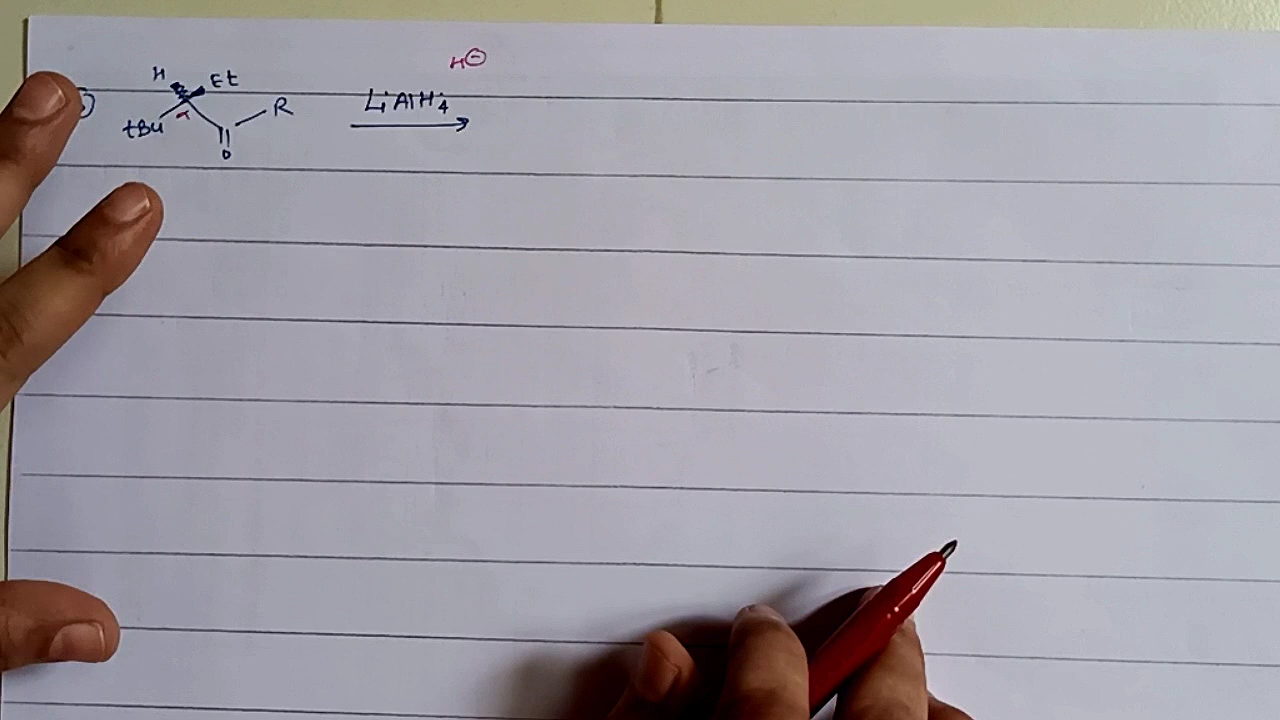 H⊖
H Et
LiAlH4
R
tBu α
O